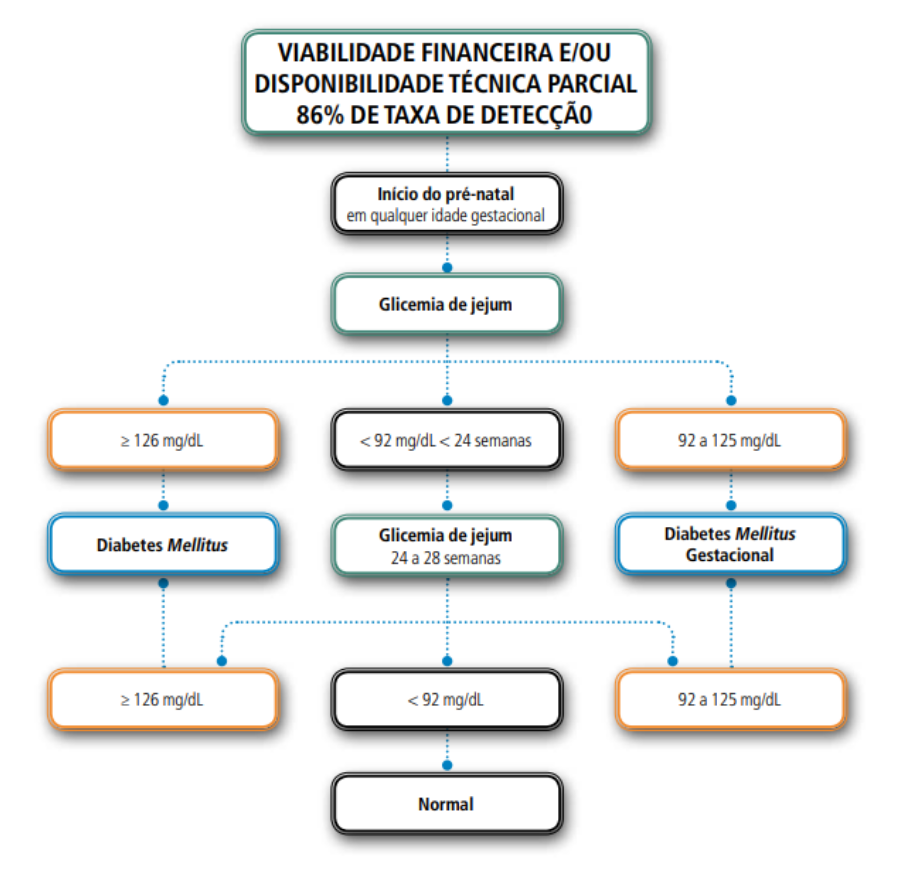 VIABILIDADE FINANCEIRA E/OU
DISPONIBILIDADE TÉCNICA PARCIAL
86% DE TAXA DE DETECÇÃ0
Início do pré-natal
em qualquer idade gestacional
Glicemia de jejum
≥ 126 mg/dL
< 92 mg/dL < 24 semanas
92 a 125 mg/dL
Diabetes Mellitus
Glicemia de jejum
24 a 28 semanas
Diabetes Mellitus
Gestacional
≥ 126 mg/dL
< 92 mg/dL
92 a 125 mg/dL
Normal